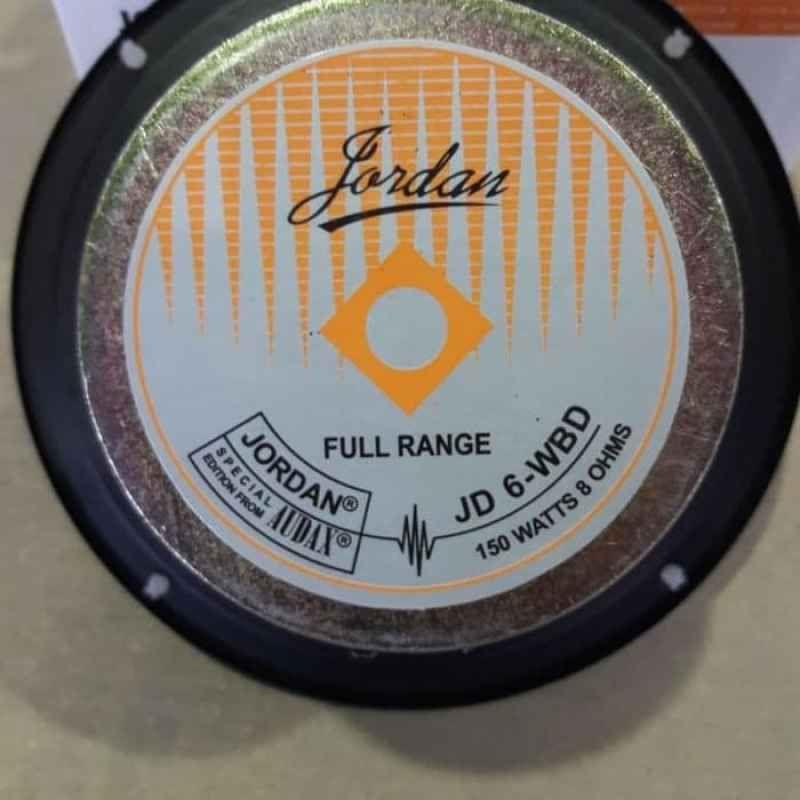 Jordan
FULL RANGE
JORDAN®
SPECIAL
EDITION FROM AUDAX®
JD 6-WBD
150 WATTS 8 OHMS